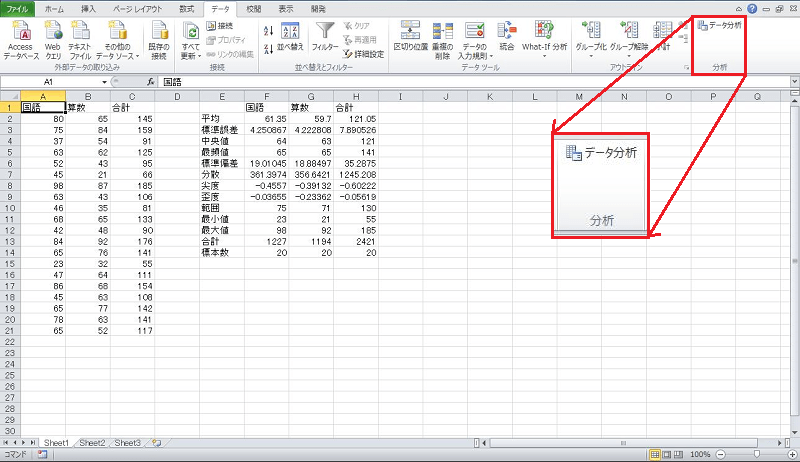 ファイル ホーム 挿入 ページ レイアウト 数式 データ 校閲 表示 開発
Access データベース Web クエリ テキスト ファイル その他の データ ソース 既存の 接続 すべて 更新 接続 プロパティ リンクの編集 並べ替え フィルター クリア 再適用 詳細設定 区切り位置 重複の 削除 データの 入力規則 統合 What-If 分析 グループ化 グループ解除 小計 データ分析
外部データの取り込み 接続 並べ替えとフィルター データ ツール アウトライン 分析
A1 fx 国語
A B C D E F G H I J K L M N O P Q
1 国語 算数 合計 国語 算数 合計
2 80 65 145 平均 61.35 59.7 121.05
3 75 84 159 標準誤差 4.250867 4.222808 7.890526
4 37 54 91 中央値 64 63 121
5 63 62 125 最頻値 65 65 141
6 52 43 95 標準偏差 19.01045 18.88497 35.2875
7 45 21 66 分散 361.3974 356.6421 1245.208
8 98 87 185 尖度 -0.4557 -0.39132 -0.60222
9 63 43 106 歪度 -0.03655 -0.23362 -0.05619
10 46 35 81 範囲 75 71 130
11 68 65 133 最小値 23 21 55
12 42 48 90 最大値 98 92 185
13 84 92 176 合計 1227 1194 2421
14 65 76 141 標本数 20 20 20
15 23 32 55
16 47 64 111
17 86 68 154
18 45 63 108
19 65 77 142
20 78 63 141
21 65 52 117
22
23
24
25
26
27
28
29
30
データ分析
分析
Sheet1 Sheet2 Sheet3
コマンド 100%